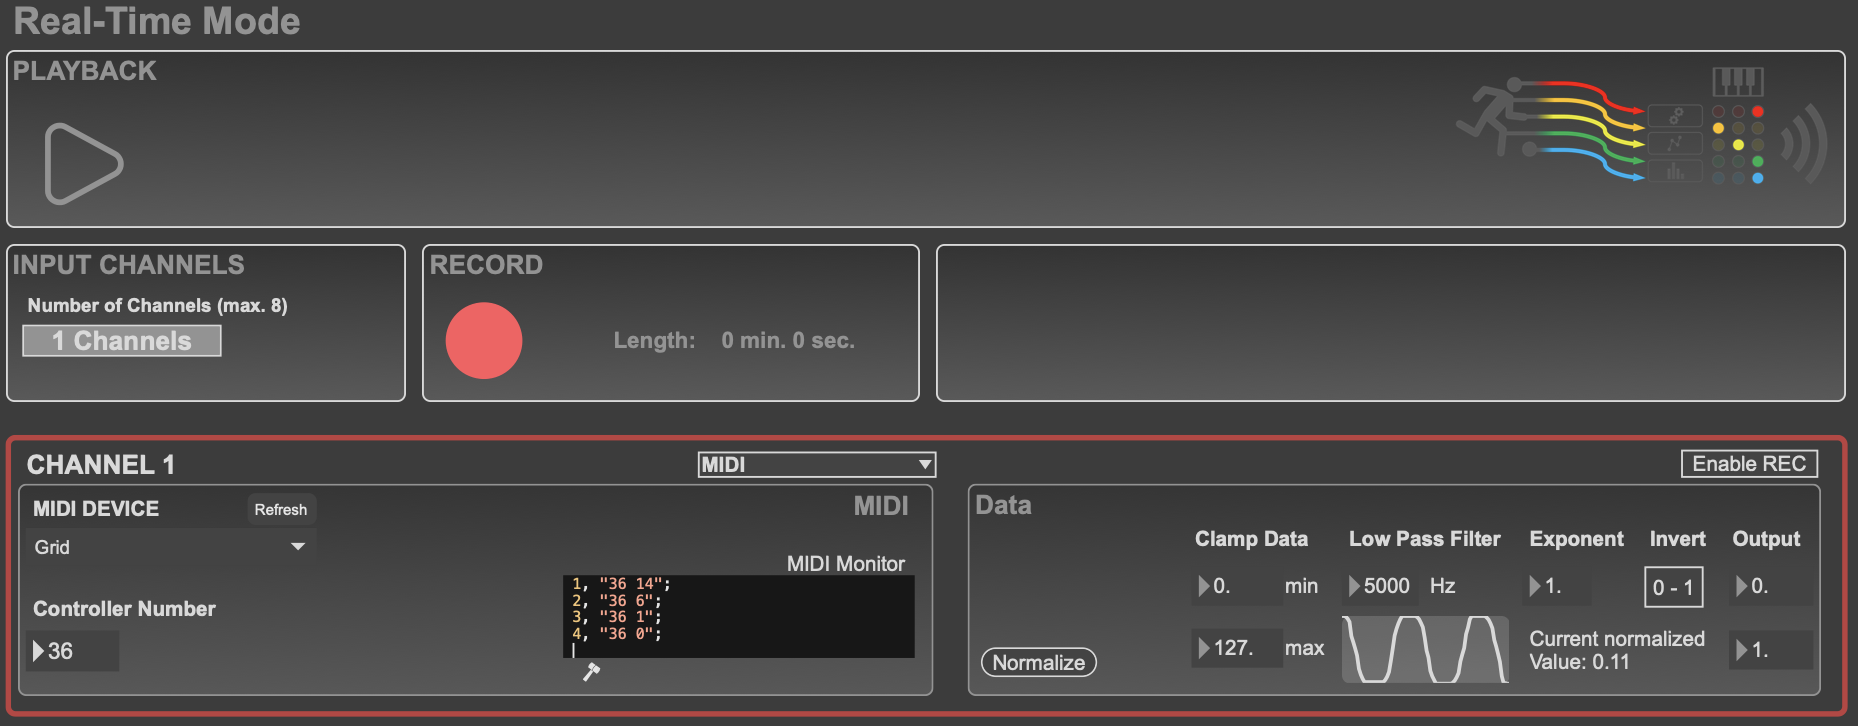 Real-Time Mode
PLAYBACK
INPUT CHANNELS
Number of Channels (max. 8)
1 Channels
RECORD
Length: 0 min. 0 sec.
CHANNEL 1
MIDI
Enable REC
MIDI DEVICE
Refresh
MIDI
Grid
Controller Number
36
MIDI Monitor
1, "36 14";
2, "36 6";
3, "36 1";
4, "36 0";
Data
Normalize
Clamp Data
0. min
127. max
Low Pass Filter
5000 Hz
Exponent
1.
Invert
0 - 1
Current normalized
Value: 0.11
Output
0.
1.